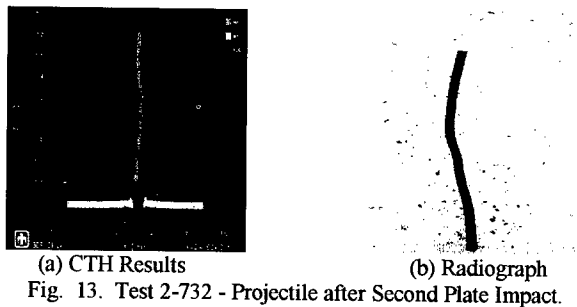 (a) CTH Results
(b) Radiograph
Fig. 13. Test 2-732 - Projectile after Second Plate Impact.